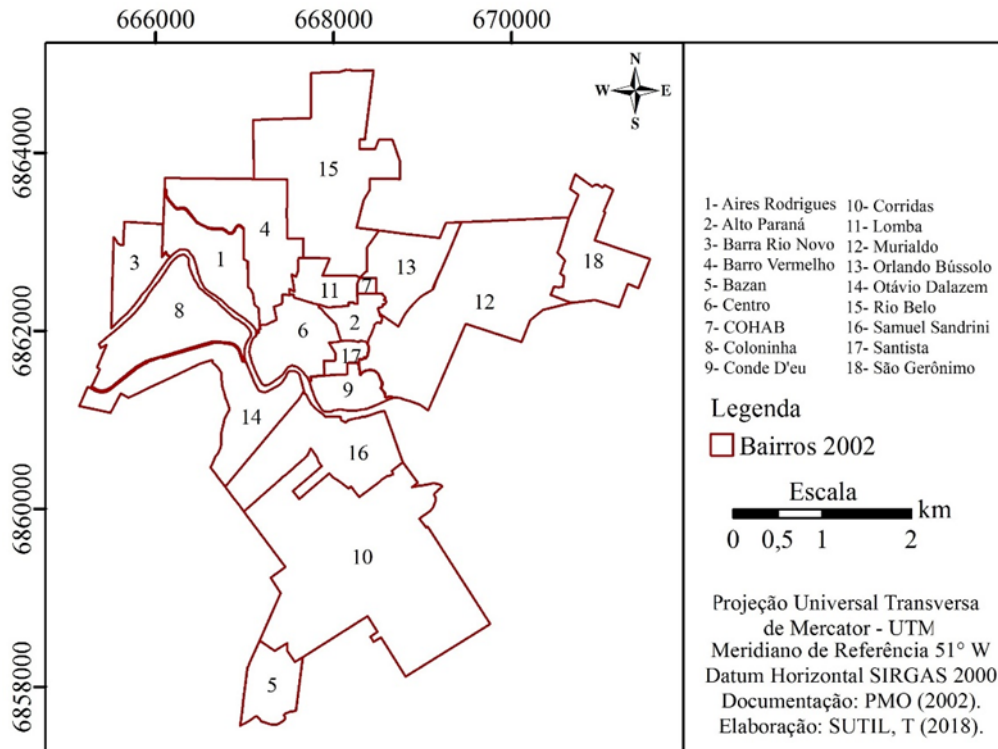 666000 668000 670000
6864000
6862000
6860000
6858000
N
W E
S
15
4
3
1
13
18
7
11
12
8
2
6
17
9
14
16
10
5
1- Aires Rodrigues
2- Alto Paraná
3- Barra Rio Novo
4- Barro Vermelho
5- Bazan
6- Centro
7- COHAB
8- Coloninha
9- Conde D'eu
10- Corridas
11- Lomba
12- Murialdo
13- Orlando Bússolo
14- Otávio Dalazem
15- Rio Belo
16- Samuel Sandrini
17- Santista
18- São Gerônimo
Legenda
Bairros 2002
Escala
km
0 0,5 1 2
Projeção Universal Transversa
de Mercator - UTM
Meridiano de Referência 51° W
Datum Horizontal SIRGAS 2000
Documentação: PMO (2002).
Elaboração: SUTIL, T (2018).